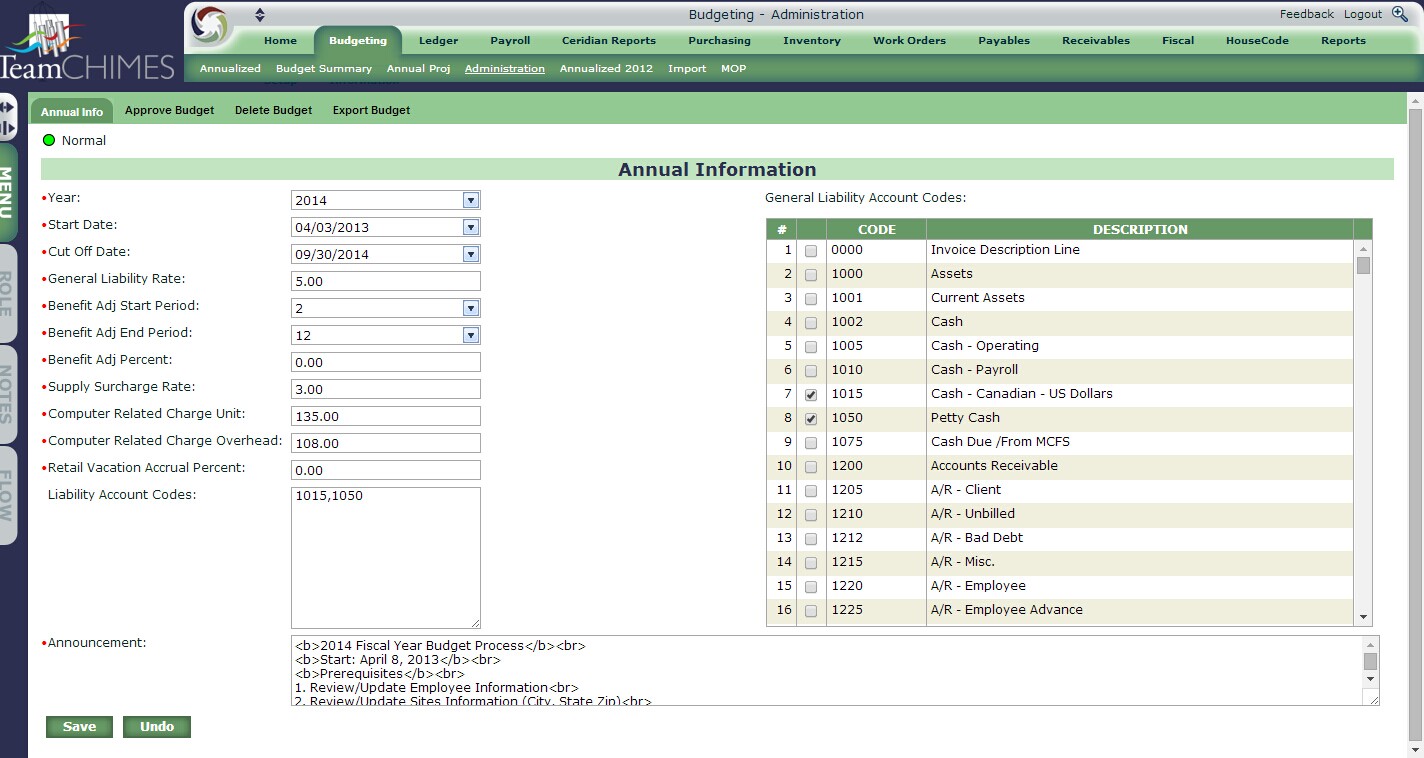 TeamCHIMES
Budgeting - Administration
Feedback Logout
Home Budgeting Ledger Payroll Ceridian Reports Purchasing Inventory Work Orders Payables Receivables Fiscal HouseCode Reports
Annualized Budget Summary Annual Proj Administration Annualized 2012 Import MOP
MENU
ROLE
NOTES
FLOW
Annual Info Approve Budget Delete Budget Export Budget
Normal
Annual Information
•Year: 2014
•Start Date: 04/03/2013
•Cut Off Date: 09/30/2014
•General Liability Rate: 5.00
•Benefit Adj Start Period: 2
•Benefit Adj End Period: 12
•Benefit Adj Percent: 0.00
•Supply Surcharge Rate: 3.00
•Computer Related Charge Unit: 135.00
•Computer Related Charge Overhead: 108.00
•Retail Vacation Accrual Percent: 0.00
Liability Account Codes: 1015,1050
General Liability Account Codes:
# CODE DESCRIPTION
1 0000 Invoice Description Line
2 1000 Assets
3 1001 Current Assets
4 1002 Cash
5 1005 Cash - Operating
6 1010 Cash - Payroll
7 1015 Cash - Canadian - US Dollars
8 1050 Petty Cash
9 1075 Cash Due /From MCFS
10 1200 Accounts Receivable
11 1205 A/R - Client
12 1210 A/R - Unbilled
13 1212 A/R - Bad Debt
14 1215 A/R - Misc.
15 1220 A/R - Employee
16 1225 A/R - Employee Advance
•Announcement: <b>2014 Fiscal Year Budget Process</b><br>
<b>Start: April 8, 2013</b><br>
<b>Prerequisites</b><br>
1. Review/Update Employee Information<br>
2. Review/Update Sites Information (City, State Zip)<br>
Save Undo